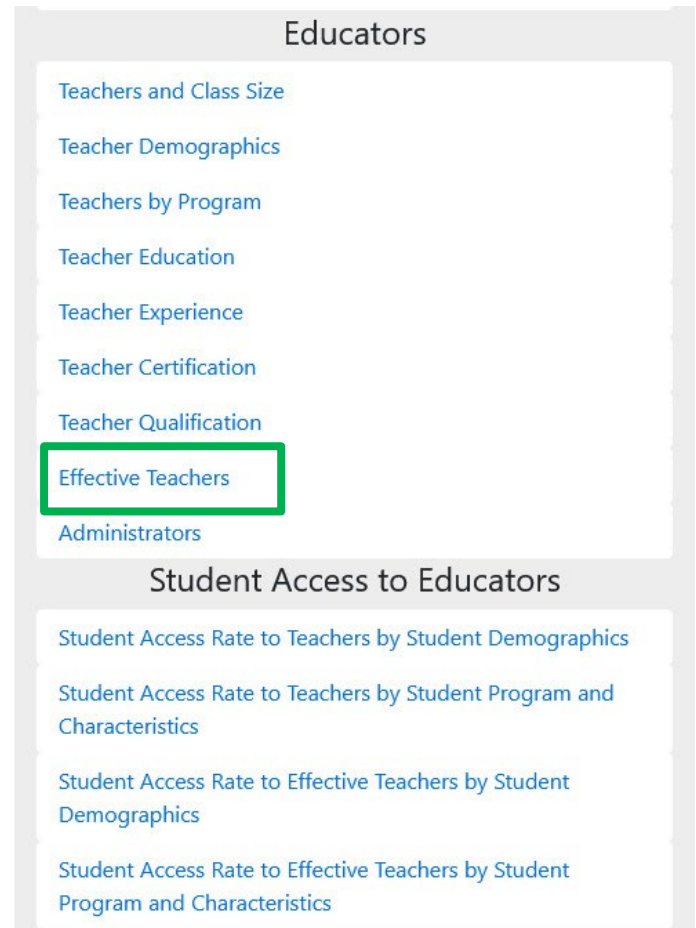 Educators
Teachers and Class Size
Teacher Demographics
Teachers by Program
Teacher Education
Teacher Experience
Teacher Certification
Teacher Qualification
Effective Teachers
Administrators
Student Access to Educators
Student Access Rate to Teachers by Student Demographics
Student Access Rate to Teachers by Student Program and
Characteristics
Student Access Rate to Effective Teachers by Student
Demographics
Student Access Rate to Effective Teachers by Student
Program and Characteristics